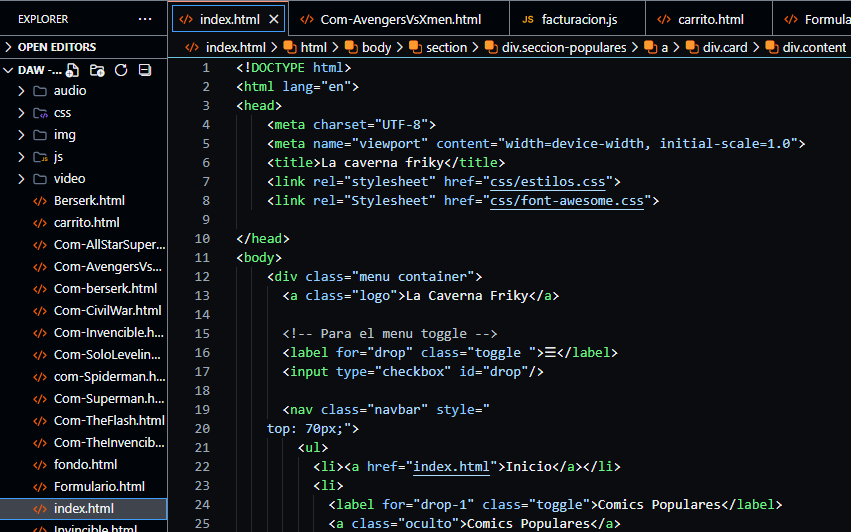 EXPLORER ...
index.html
Com-AvengersVsXmen.html
JS facturacion.js
carrito.html
Formula
OPEN EDITORS
index.html > html > body > section > div.seccion-populares > a > div.card > div.content
DAW -...
audio
css
img
js
video
Berserk.html
carrito.html
Com-AllStarSuper...
Com-AvengersVs...
Com-berserk.html
Com-CivilWar.html
Com-Invencible.h...
Com-SoloLevelin...
com-Spiderman.h...
Com-Superman.h...
Com-TheFlash.html
Com-TheInvencib...
fondo.html
Formulario.html
index.html
Invincible.html
1 <!DOCTYPE html>
2 <html lang="en">
3 <head>
4 <meta charset="UTF-8">
5 <meta name="viewport" content="width=device-width, initial-scale=1.0">
6 <title>La caverna friky</title>
7 <link rel="stylesheet" href="css/estilos.css">
8 <link rel="Stylesheet" href="css/font-awesome.css">
9
10 </head>
11 <body>
12 <div class="menu container">
13 <a class="logo">La Caverna Friky</a>
14
15 <!-- Para el menu toggle -->
16 <label for="drop" class="toggle ">☰</label>
17 <input type="checkbox" id="drop"/>
18
19 <nav class="navbar" style="
20 top: 70px;">
21 <ul>
22 <li><a href="index.html">Inicio</a></li>
23 <li>
24 <label for="drop-1" class="toggle">Comics Populares</label>
25 <a class="oculto">Comics Populares</a>